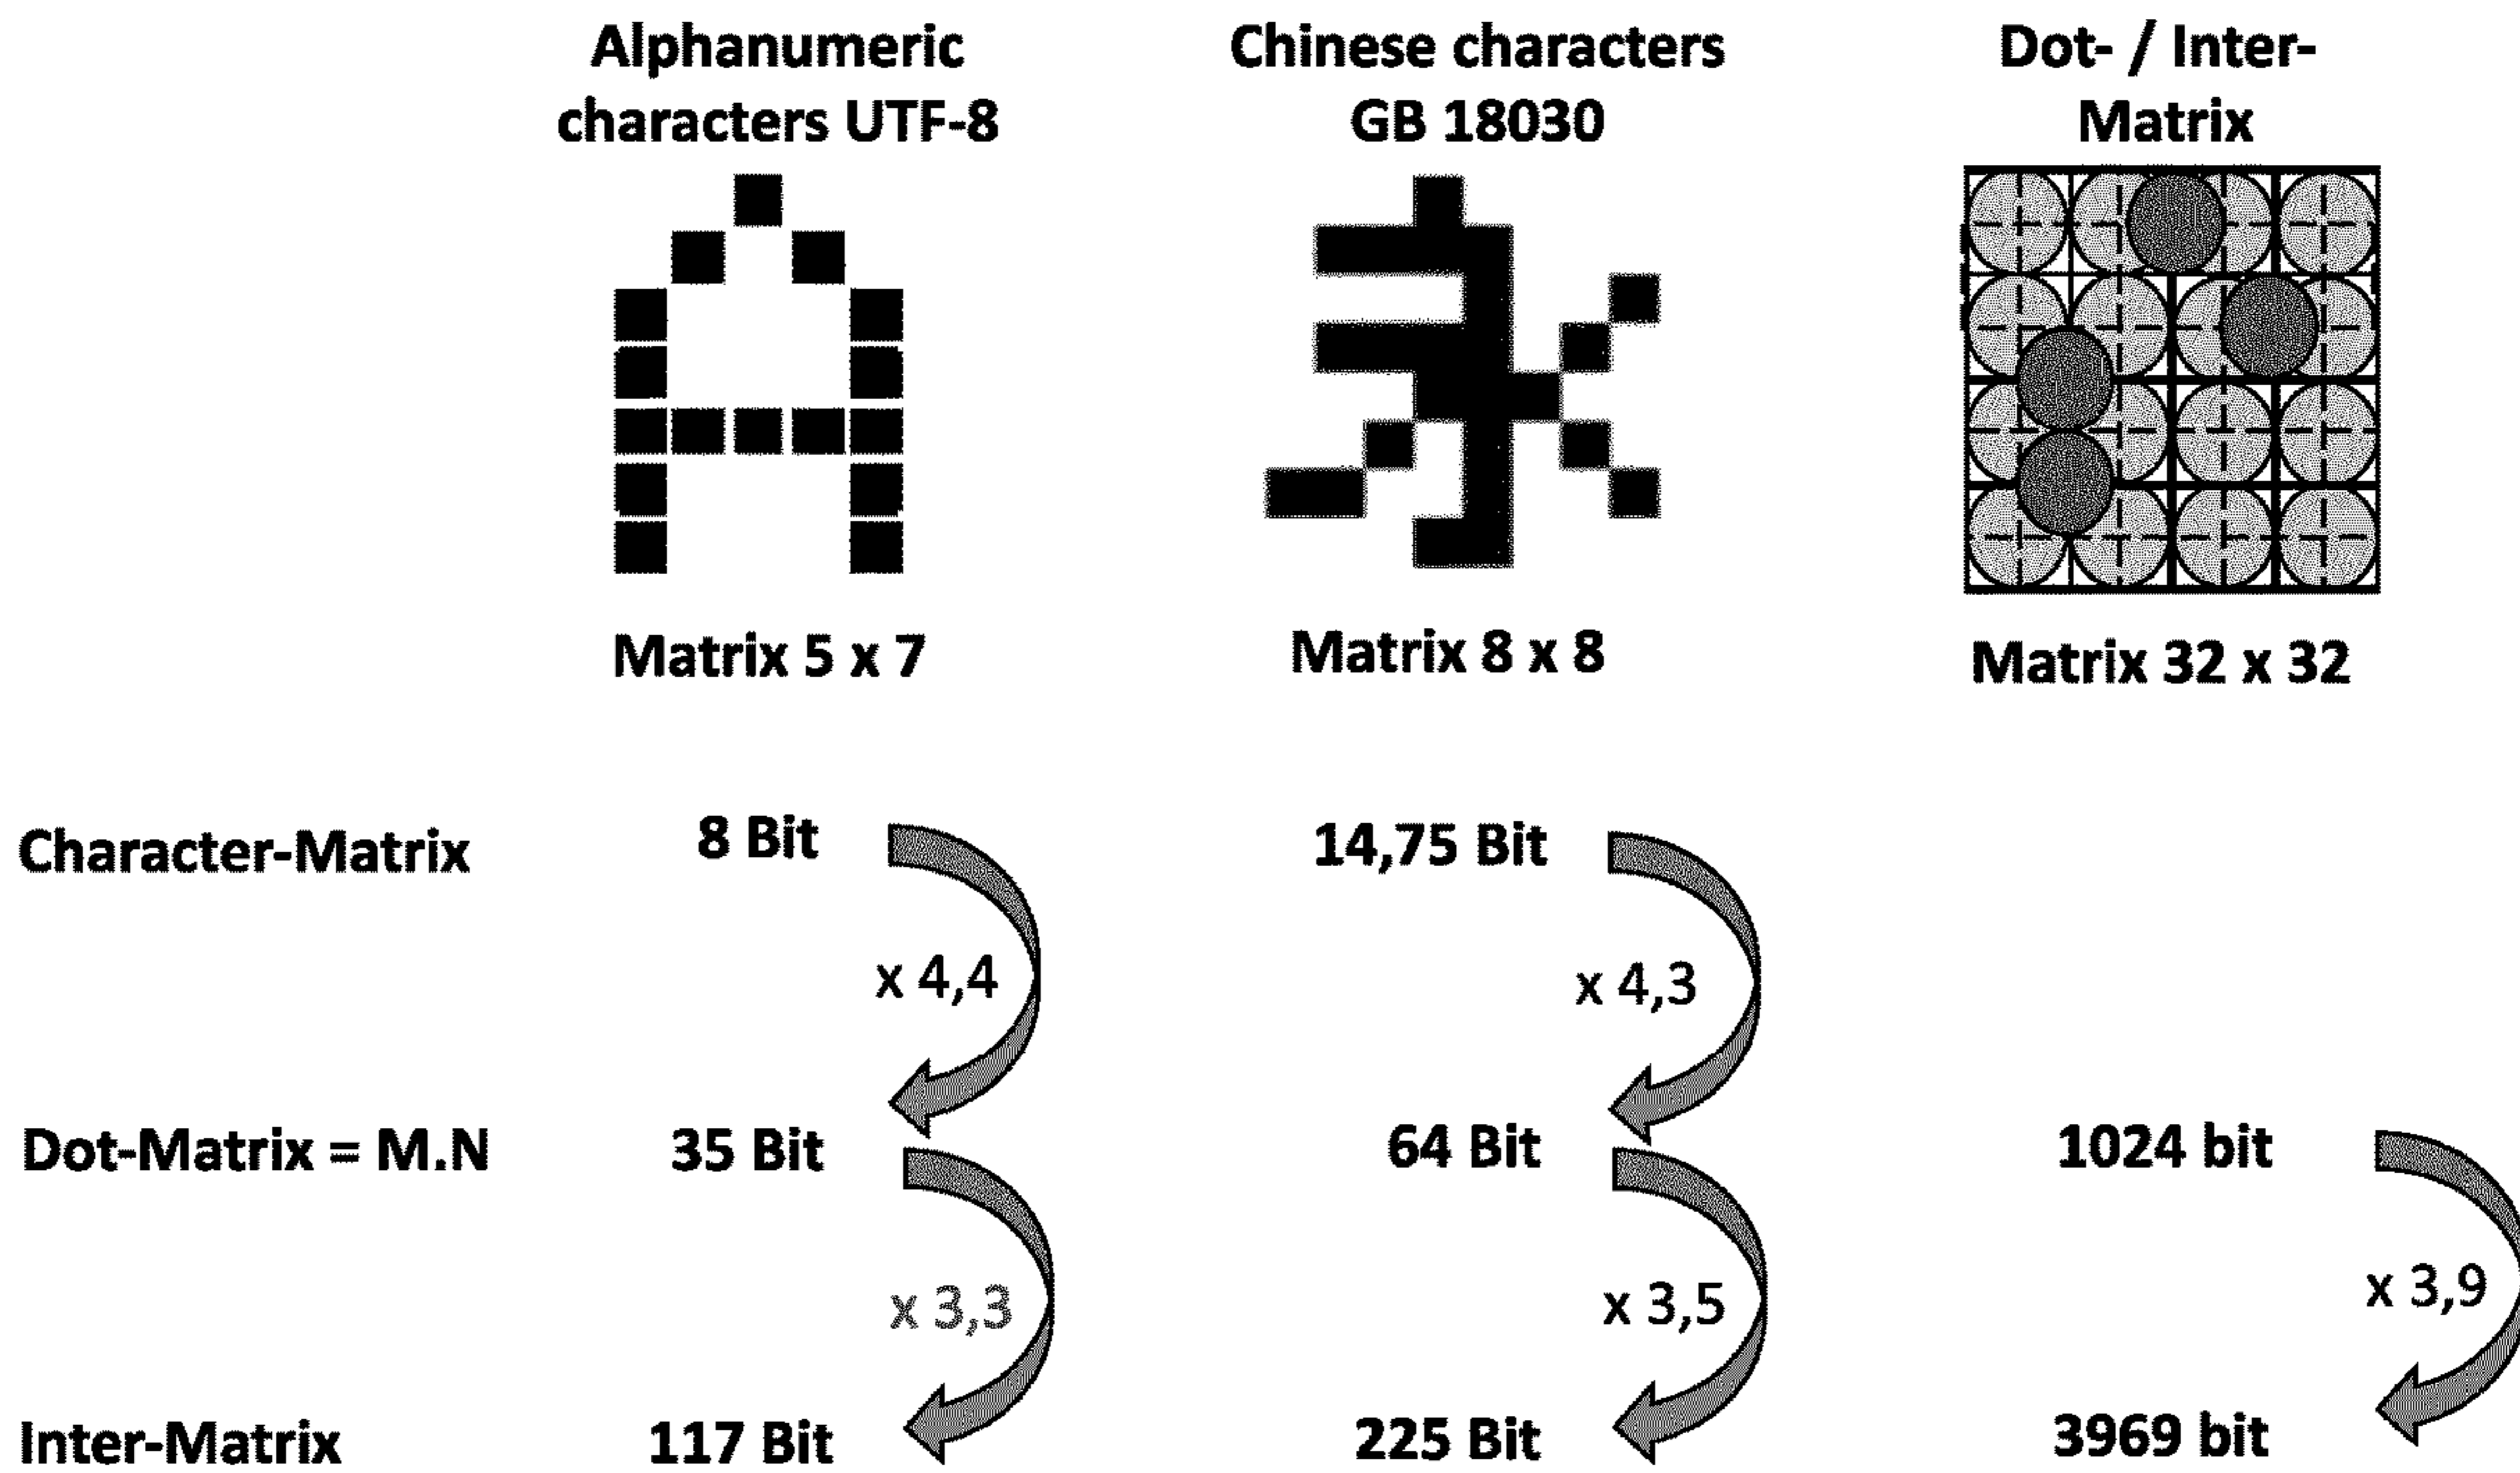 Alphanumeric
characters UTF-8
Chinese characters
GB 18030
Dot- / Inter-
Matrix
Matrix 5 x 7
Matrix 8 x 8
Matrix 32 x 32
Character-Matrix
8 Bit
14,75 Bit
x 4,4
x 4,3
Dot-Matrix = M.N
35 Bit
64 Bit
1024 bit
x 3,3
x 3,5
x 3,9
Inter-Matrix
117 Bit
225 Bit
3969 bit